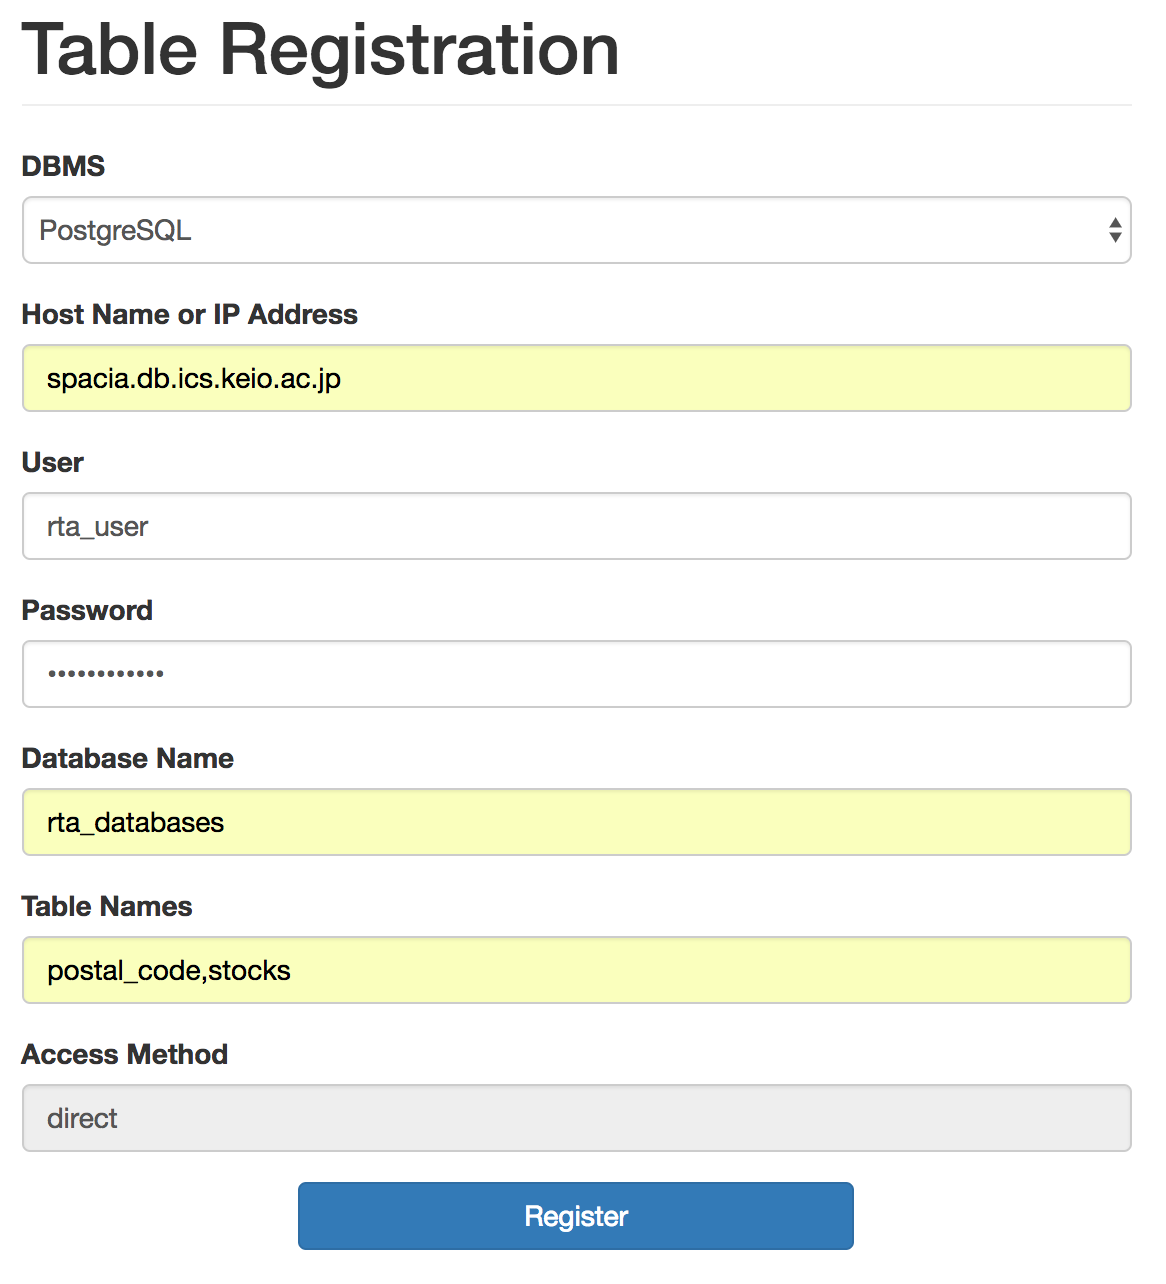 Table Registration
DBMS
PostgreSQL
Host Name or IP Address
spacia.db.ics.keio.ac.jp
User
rta_user
Password
••••••••••••
Database Name
rta_databases
Table Names
postal_code,stocks
Access Method
direct
Register